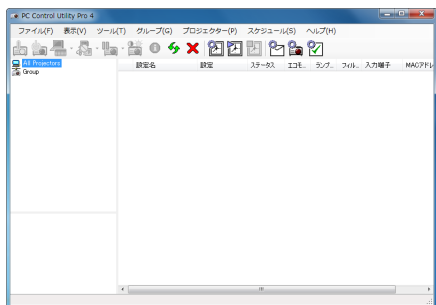 PC Control Utility Pro 4
ファイル(F) 表示(V) ツール(T) グループ(G) プロジェクター(P) スケジュール(S) ヘルプ(H)
設定名 設定 ステータス エコモ... ランプ... フィル... 入力端子 MACアドレ
All Projectors
Group